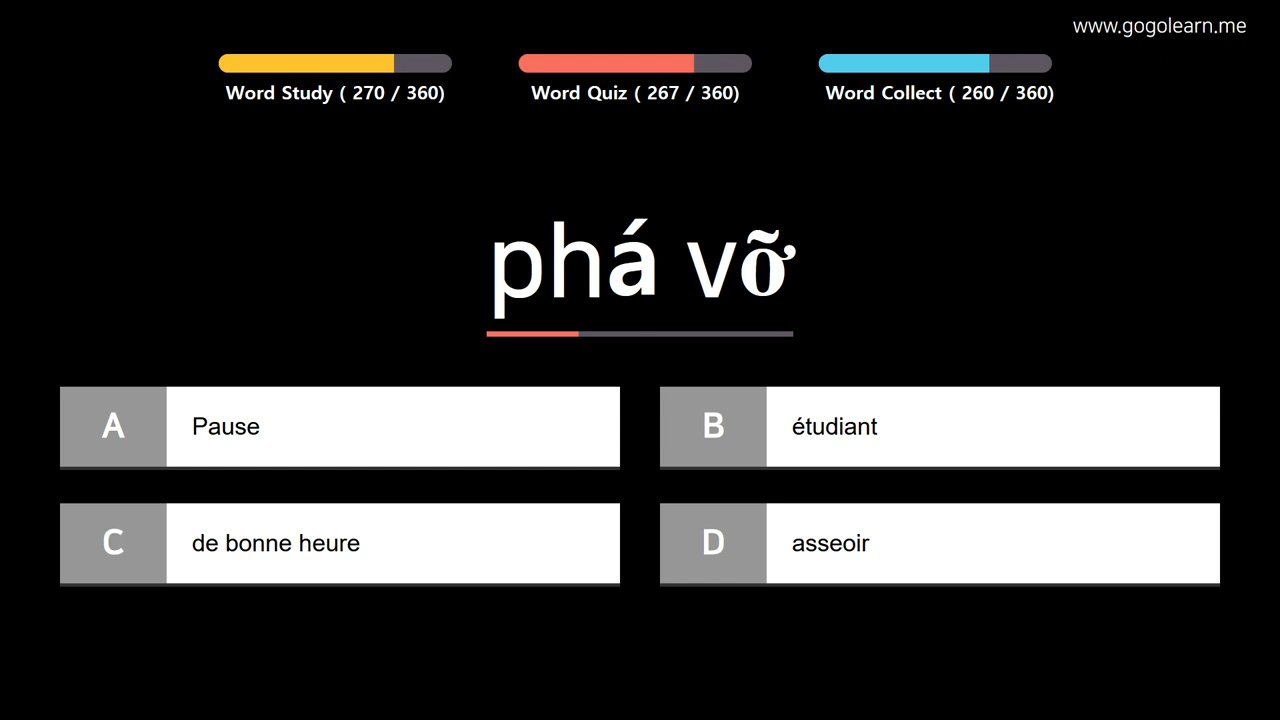 www.gogolearn.me
Word Study ( 270 / 360)
Word Quiz ( 267 / 360)
Word Collect ( 260 / 360)
phá vỡ
A Pause
B étudiant
C de bonne heure
D asseoir